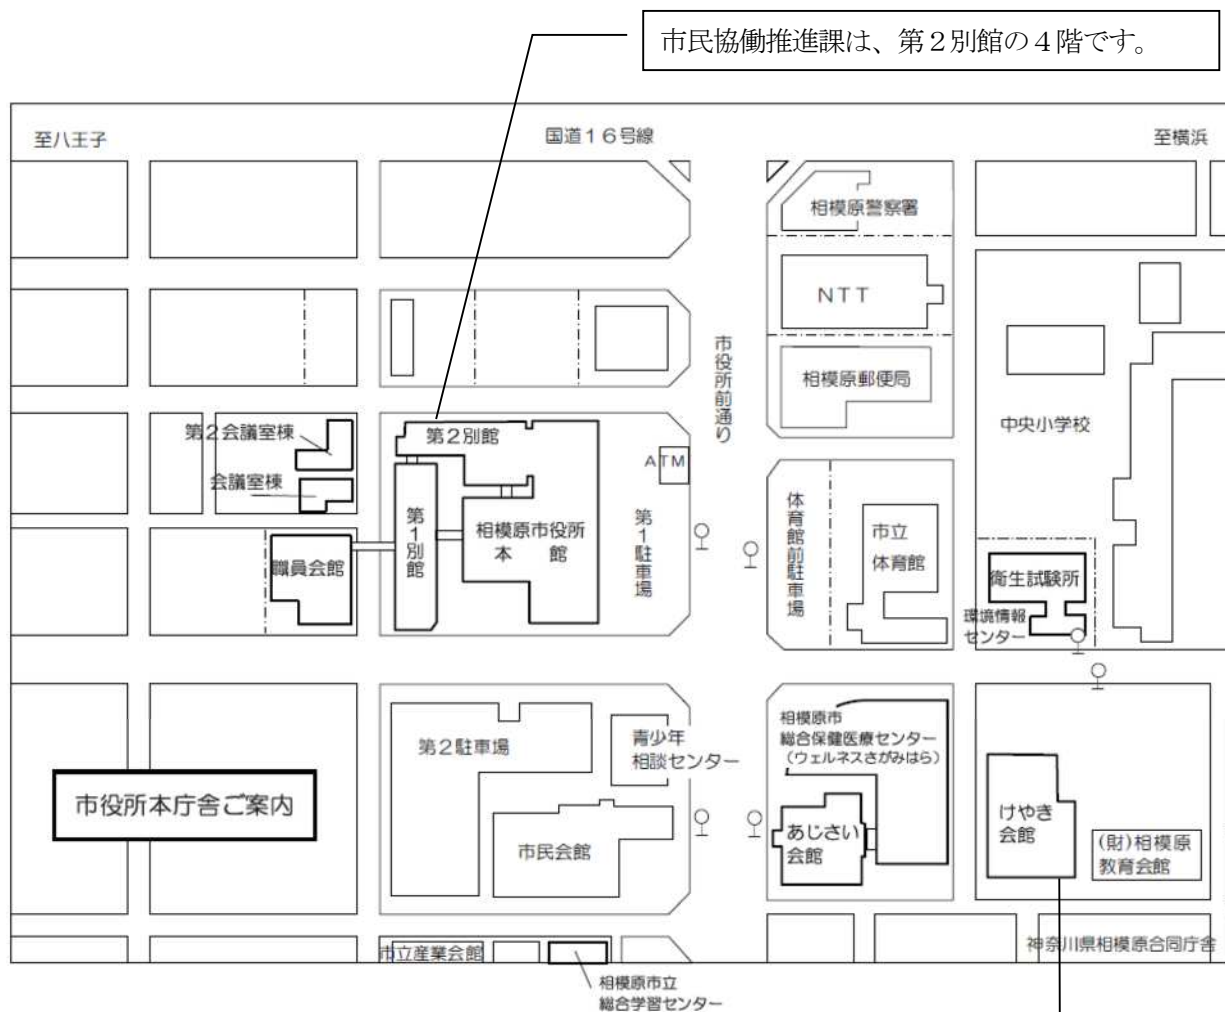 市民協働推進課は、第２別館の４階です。
至八王子
国道１６号線
至横浜
相模原警察署
ＮＴＴ
市役所前通り
相模原郵便局
中央小学校
第２会議室棟
会議室棟
第２別館
ＡＴＭ
第１別館
相模原市役所
本　館
第１駐車場
体育館前駐車場
市立
体育館
職員会館
衛生試験所
環境情報
センター
第２駐車場
青少年
相談センター
相模原市
総合保健医療センター
（ウェルネスさがみはら）
市役所本庁舎ご案内
市民会館
あじさい
会館
けやき
会館
(財)相模原
教育会館
市立産業会館
神奈川県相模原合同庁舎
相模原市立
総合学習センター